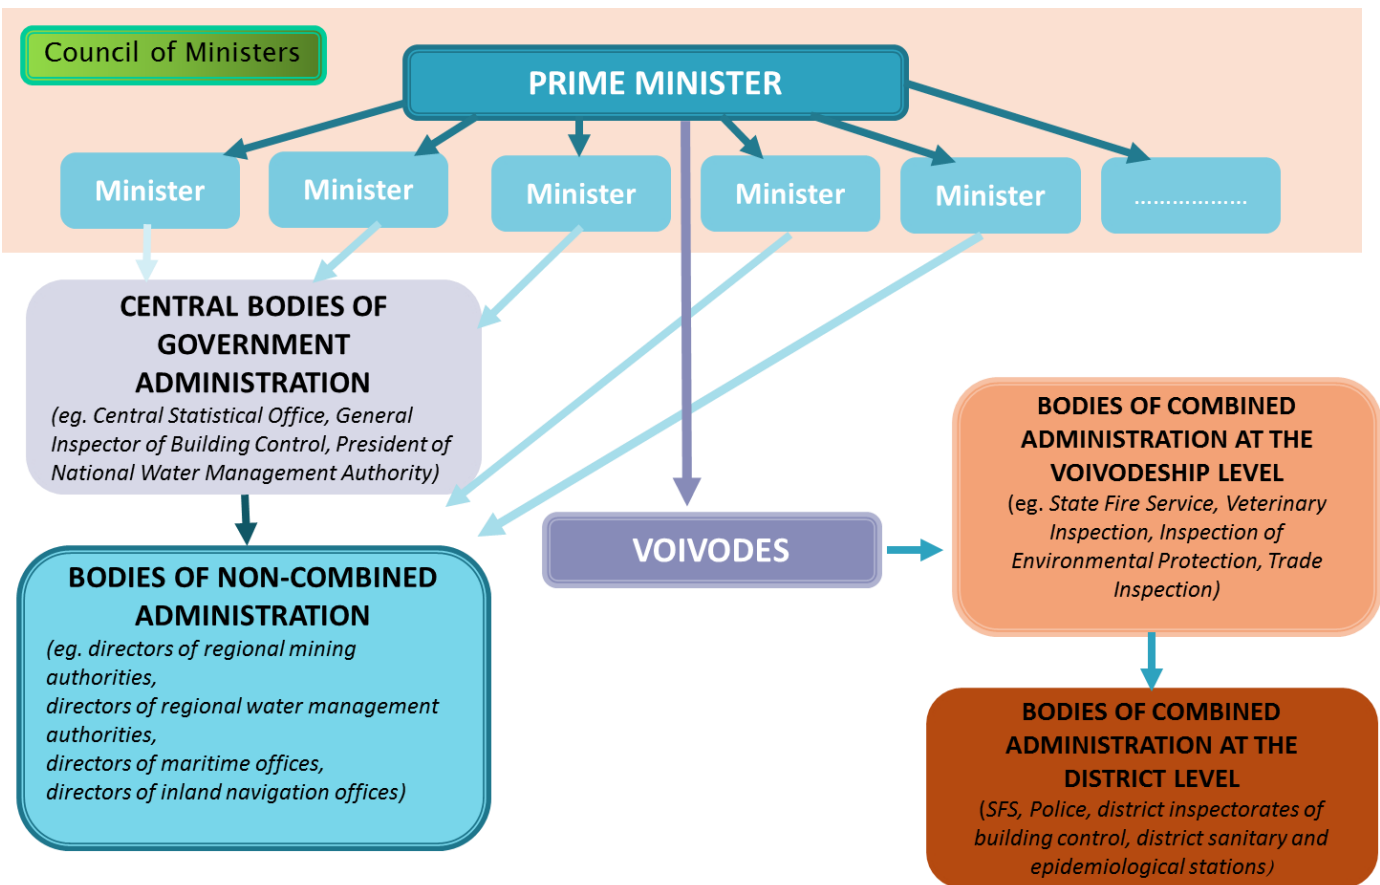 Council of Ministers
PRIME MINISTER
Minister
Minister
Minister
Minister
Minister
………………
CENTRAL BODIES OF
GOVERNMENT
ADMINISTRATION
(eg. Central Statistical Office, General
Inspector of Building Control, President of
National Water Management Authority)
BODIES OF NON-COMBINED
ADMINISTRATION
(eg. directors of regional mining
authorities,
directors of regional water management
authorities,
directors of maritime offices,
directors of inland navigation offices)
VOIVODES
BODIES OF COMBINED
ADMINISTRATION AT THE
VOIVODESHIP LEVEL
(eg. State Fire Service, Veterinary
Inspection, Inspection of
Environmental Protection, Trade
Inspection)
BODIES OF COMBINED
ADMINISTRATION AT THE
DISTRICT LEVEL
(SFS, Police, district inspectorates of
building control, district sanitary and
epidemiological stations)